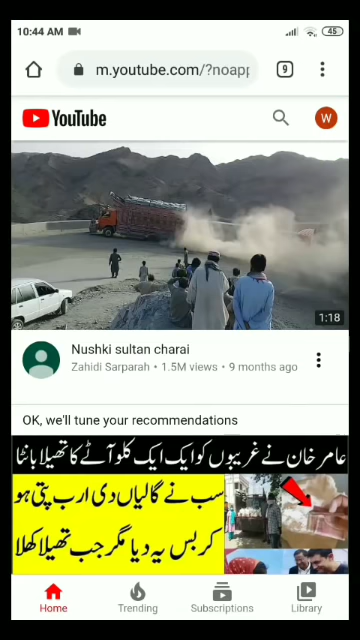 10:44 AM
45
m.youtube.com/?noapp
9
YouTube
W
1:18
Nushki sultan charai
Zahidi Sarparah • 1.5M views • 9 months ago
OK, we'll tune your recommendations
عامر خان نے غریبوں کو ایک ایک کلو آٹے کا تھیلا بانٹا
سب نے گالیاں دی ارب پتی ہو
کر بس یہ دیا مگر جب تھیلا کھلا
Home
Trending
Subscriptions
Library